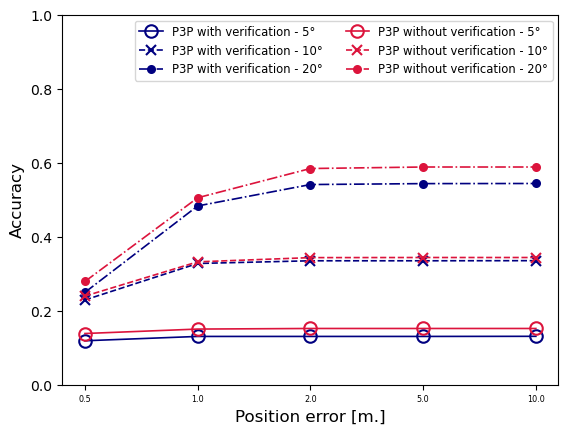 P3P with verification - 5°
P3P with verification - 10°
P3P with verification - 20°
P3P without verification - 5°
P3P without verification - 10°
P3P without verification - 20°
1.0
0.8
0.6
0.4
0.2
0.0
Accuracy
0.5 1.0 2.0 5.0 10.0
Position error [m.]